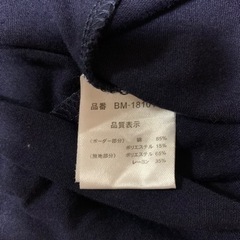 品番 BM-1810
品質表示
(ボーダー部分) 綿 85%
ポリエステル 15%
(無地部分) ポリエステル 65%
レーヨン 35%